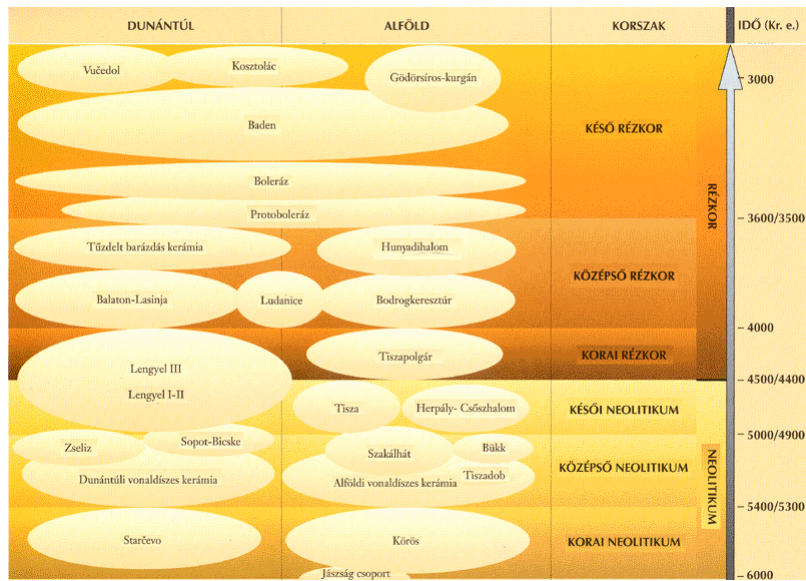 DUNÁNTÚL ALFÖLD KORSZAK IDŐ (Kr. e.)
Vučedol Kosztolác Gödörsíros-kurgán 3000
Baden KÉSŐ RÉZKOR
Boleráz
Protoboleráz 3600/3500
RÉZKOR
Tűzdelt barázdás kerámia Hunyadihalom
KÖZÉPSŐ RÉZKOR
Balaton-Lasinja Ludanice Bodrogkeresztúr
4000
Tiszapolgár KORAI RÉZKOR
Lengyel III
4500/4400
Lengyel I-II
Tisza Herpály- Csőszhalom KÉSŐI NEOLITIKUM
5000/4900
Zseliz Sopot-Bicske Szakálhát Bükk
KÖZÉPSŐ NEOLITIKUM
NEOLITIKUM
Dunántúli vonaldíszes kerámia Alföldi vonaldíszes kerámia Tiszadob
5400/5300
Starčevo Körös KORAI NEOLITIKUM
Jászság csoport 6000